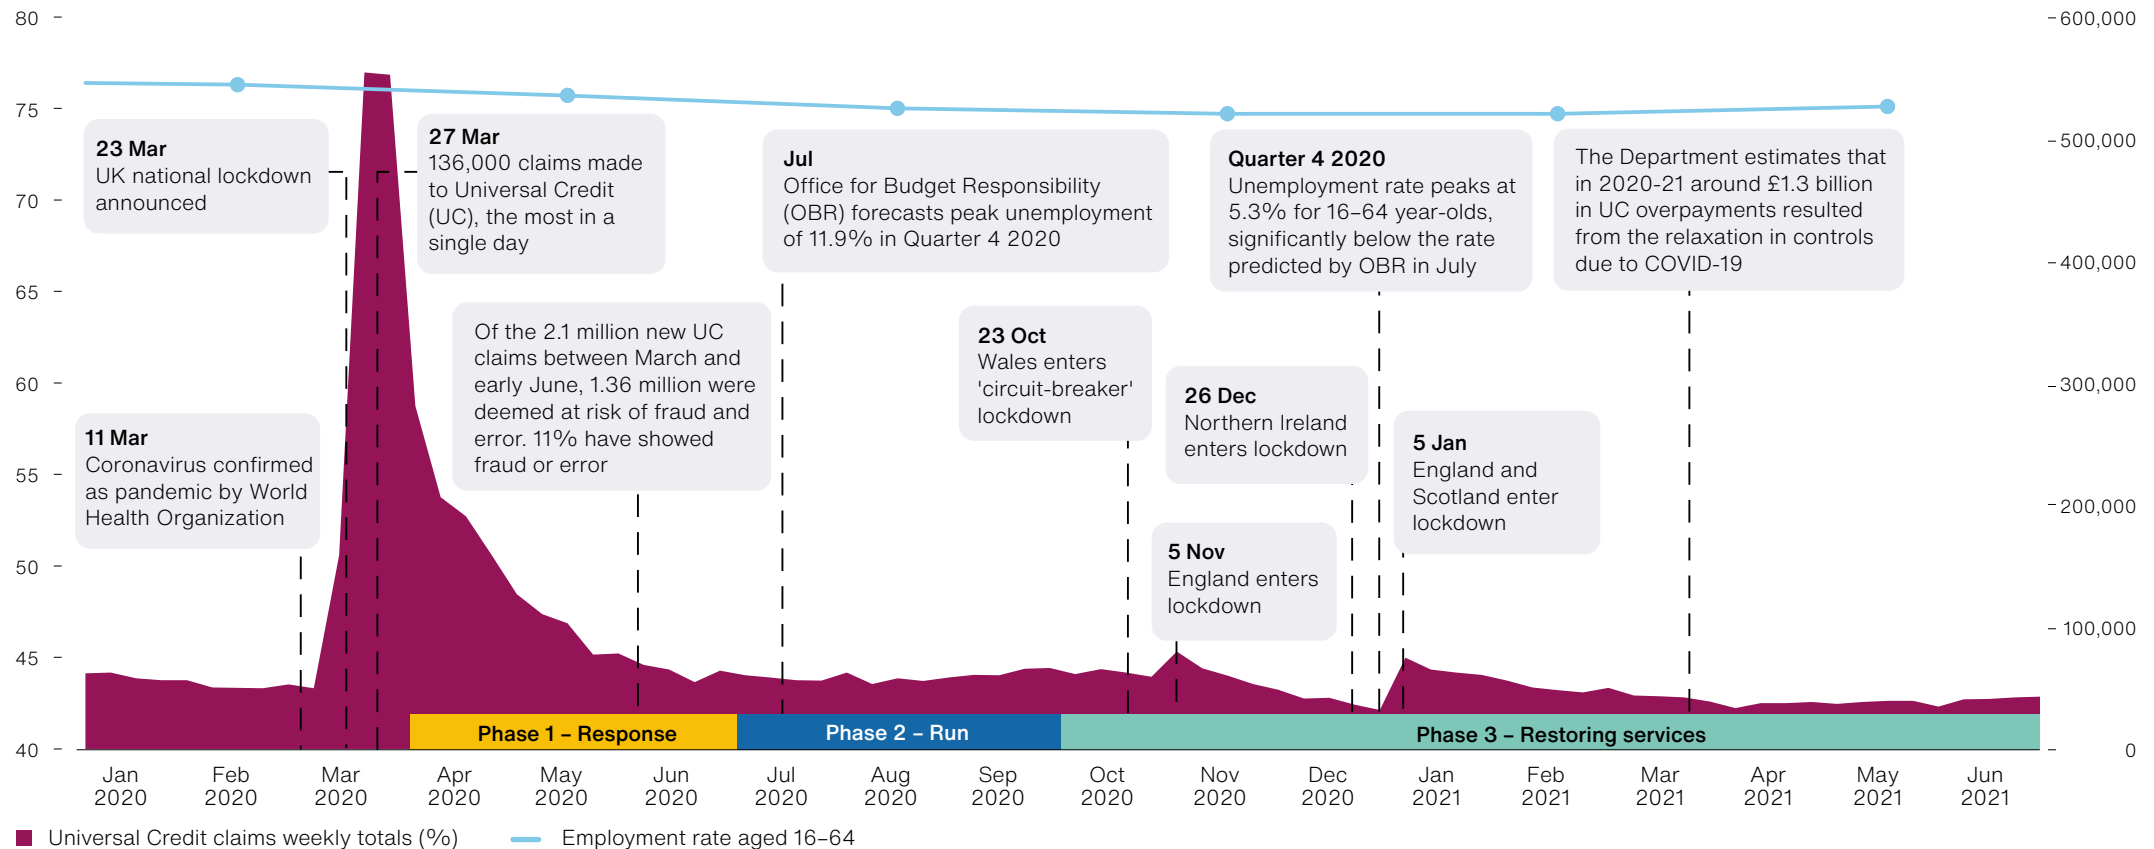 80
75
70
65
60
55
50
45
40
600,000
500,000
400,000
300,000
200,000
100,000
0
23 Mar
UK national lockdown
announced
27 Mar
136,000 claims made
to Universal Credit
(UC), the most in a
single day
Jul
Office for Budget Responsibility
(OBR) forecasts peak unemployment
of 11.9% in Quarter 4 2020
Quarter 4 2020
Unemployment rate peaks at
5.3% for 16–64 year-olds,
significantly below the rate
predicted by OBR in July
The Department estimates that
in 2020-21 around £1.3 billion
in UC overpayments resulted
from the relaxation in controls
due to COVID-19
11 Mar
Coronavirus confirmed
as pandemic by World
Health Organization
Of the 2.1 million new UC
claims between March and
early June, 1.36 million were
deemed at risk of fraud and
error. 11% have showed
fraud or error
23 Oct
Wales enters
'circuit-breaker'
lockdown
26 Dec
Northern Ireland
enters lockdown
5 Jan
England and
Scotland enter
lockdown
5 Nov
England enters
lockdown
Phase 1 – Response
Phase 2 – Run
Phase 3 – Restoring services
Jan
2020
Feb
2020
Mar
2020
Apr
2020
May
2020
Jun
2020
Jul
2020
Aug
2020
Sep
2020
Oct
2020
Nov
2020
Dec
2020
Jan
2021
Feb
2021
Mar
2021
Apr
2021
May
2021
Jun
2021
Universal Credit claims weekly totals (%)
Employment rate aged 16–64